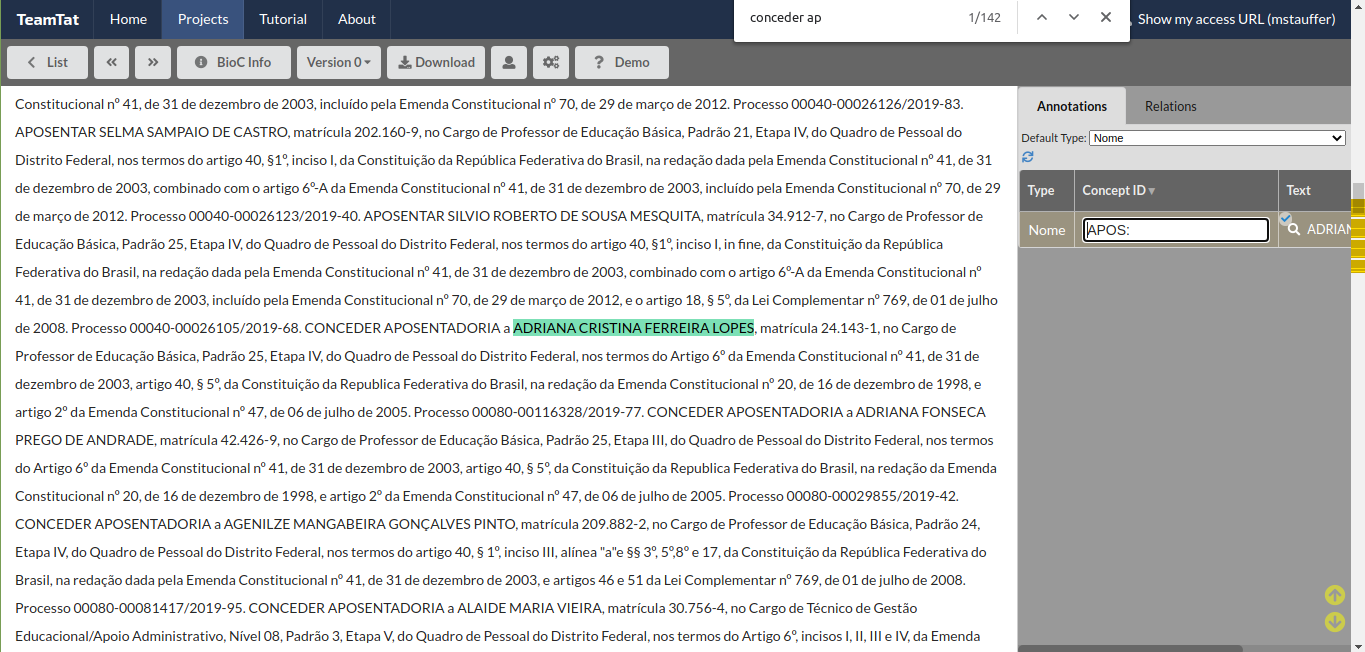 TeamTat Home Projects Tutorial About conceder ap 1/142 Show my access URL (mstauffer)
List BioC Info Version 0 Download Demo
Constitucional nº 41, de 31 de dezembro de 2003, incluído pela Emenda Constitucional nº 70, de 29 de março de 2012. Processo 00040-00026126/2019-83.
APOSENTAR SELMA SAMPAIO DE CASTRO, matrícula 202.160-9, no Cargo de Professor de Educação Básica, Padrão 21, Etapa IV, do Quadro de Pessoal do
Distrito Federal, nos termos do artigo 40, §1º, inciso I, da Constituição da República Federativa do Brasil, na redação dada pela Emenda Constitucional nº 41, de 31
de dezembro de 2003, combinado com o artigo 6º-A da Emenda Constitucional nº 41, de 31 de dezembro de 2003, incluído pela Emenda Constitucional nº 70, de 29
de março de 2012. Processo 00040-00026123/2019-40. APOSENTAR SILVIO ROBERTO DE SOUSA MESQUITA, matrícula 34.912-7, no Cargo de Professor de
Educação Básica, Padrão 25, Etapa IV, do Quadro de Pessoal do Distrito Federal, nos termos do artigo 40, §1º, inciso I, in fine, da Constituição da República
Federativa do Brasil, na redação dada pela Emenda Constitucional nº 41, de 31 de dezembro de 2003, combinado com o artigo 6º-A da Emenda Constitucional nº
41, de 31 de dezembro de 2003, incluído pela Emenda Constitucional nº 70, de 29 de março de 2012, e o artigo 18, § 5º, da Lei Complementar nº 769, de 01 de julho
de 2008. Processo 00040-00026105/2019-68. CONCEDER APOSENTADORIA a ADRIANA CRISTINA FERREIRA LOPES, matrícula 24.143-1, no Cargo de
Professor de Educação Básica, Padrão 25, Etapa IV, do Quadro de Pessoal do Distrito Federal, nos termos do Artigo 6º da Emenda Constitucional nº 41, de 31 de
dezembro de 2003, artigo 40, § 5º, da Constituição da Republica Federativa do Brasil, na redação da Emenda Constitucional nº 20, de 16 de dezembro de 1998, e
artigo 2º da Emenda Constitucional nº 47, de 06 de julho de 2005. Processo 00080-00116328/2019-77. CONCEDER APOSENTADORIA a ADRIANA FONSECA
PREGO DE ANDRADE, matrícula 42.426-9, no Cargo de Professor de Educação Básica, Padrão 25, Etapa III, do Quadro de Pessoal do Distrito Federal, nos termos
do Artigo 6º da Emenda Constitucional nº 41, de 31 de dezembro de 2003, artigo 40, § 5º, da Constituição da Republica Federativa do Brasil, na redação da Emenda
Constitucional nº 20, de 16 de dezembro de 1998, e artigo 2º da Emenda Constitucional nº 47, de 06 de julho de 2005. Processo 00080-00029855/2019-42.
CONCEDER APOSENTADORIA a AGENILZE MANGABEIRA GONÇALVES PINTO, matrícula 209.882-2, no Cargo de Professor de Educação Básica, Padrão 24,
Etapa IV, do Quadro de Pessoal do Distrito Federal, nos termos do artigo 40, § 1º, inciso III, alínea "a"e §§ 3º, 5º,8º e 17, da Constituição da República Federativa do
Brasil, na redação dada pela Emenda Constitucional nº 41, de 31 de dezembro de 2003, e artigos 46 e 51 da Lei Complementar nº 769, de 01 de julho de 2008.
Processo 00080-00081417/2019-95. CONCEDER APOSENTADORIA a ALAIDE MARIA VIEIRA, matrícula 30.756-4, no Cargo de Técnico de Gestão
Educacional/Apoio Administrativo, Nível 08, Padrão 3, Etapa V, do Quadro de Pessoal do Distrito Federal, nos termos do Artigo 6º, incisos I, II, III e IV, da Emenda
Annotations Relations
Default Type: Nome
Type Concept ID Text
Nome APOS: ADRIAN